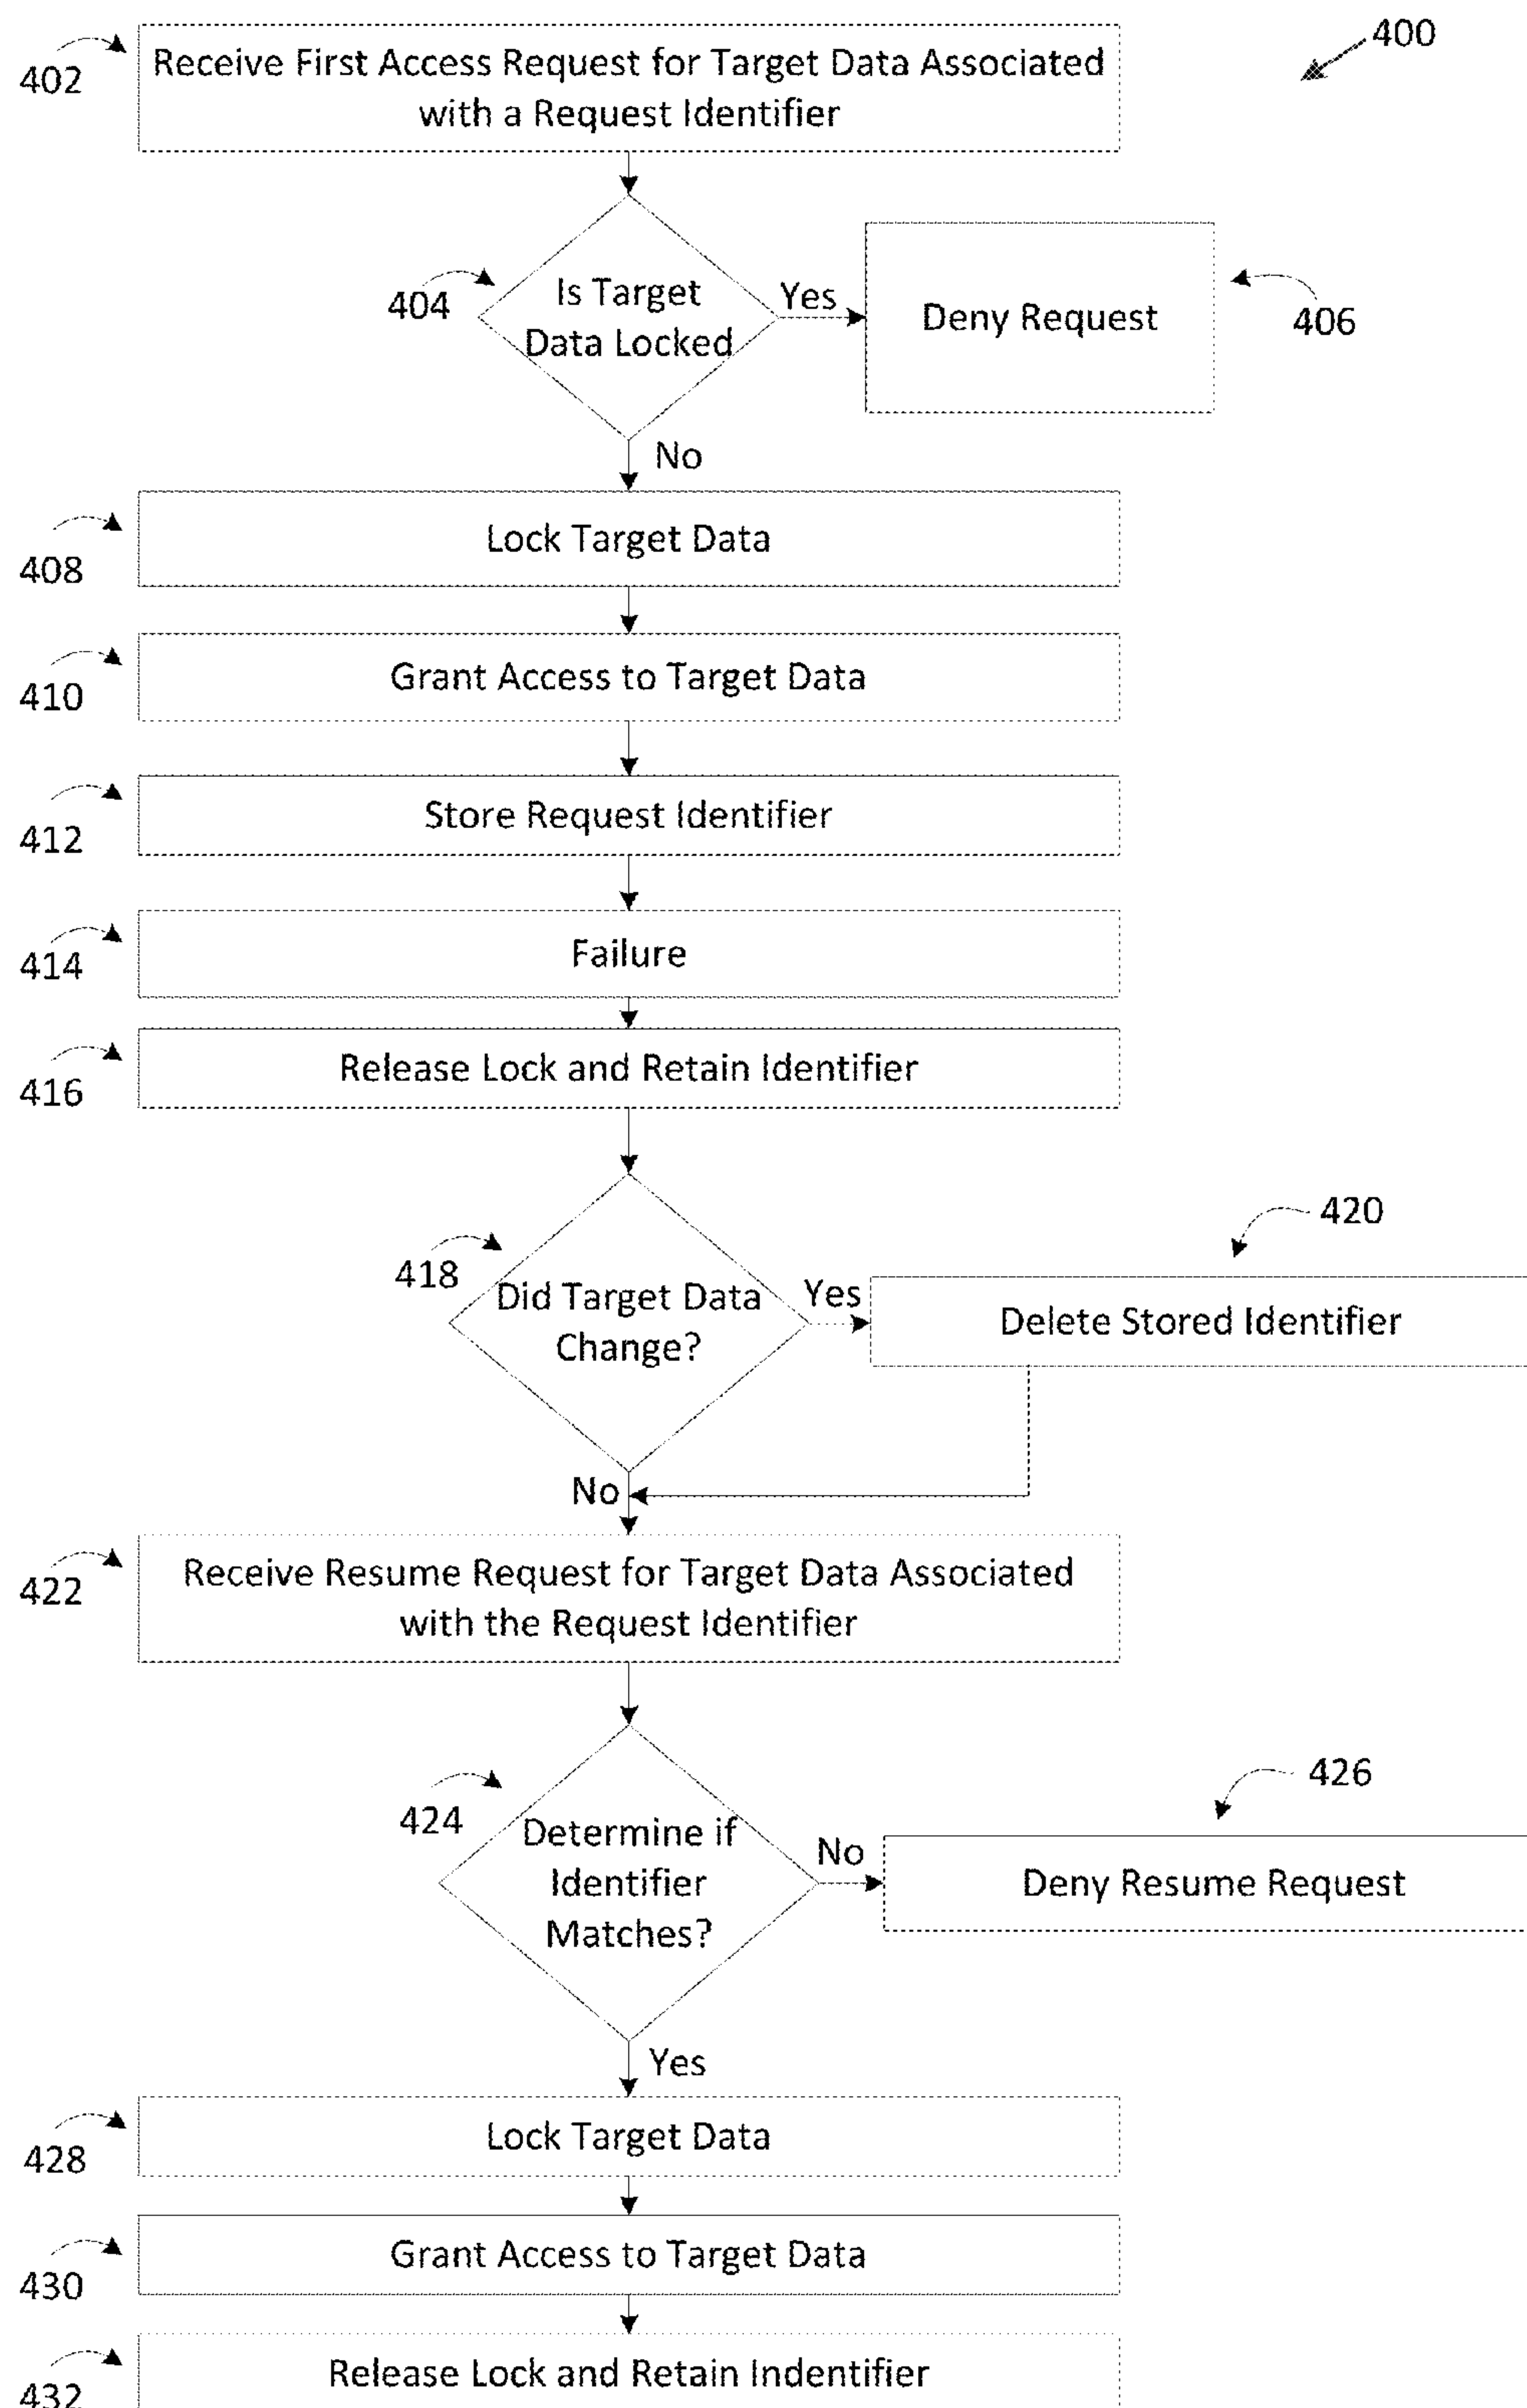 402
Receive First Access Request for Target Data Associated
with a Request Identifier
400
404
Is Target
Data Locked
Yes
Deny Request
406
No
408
Lock Target Data
410
Grant Access to Target Data
412
Store Request Identifier
414
Failure
416
Release Lock and Retain Identifier
418
Did Target Data
Change?
Yes
420
Delete Stored Identifier
No
422
Receive Resume Request for Target Data Associated
with the Request Identifier
424
Determine if
Identifier
Matches?
No
426
Deny Resume Request
Yes
428
Lock Target Data
430
Grant Access to Target Data
432
Release Lock and Retain Indentifier